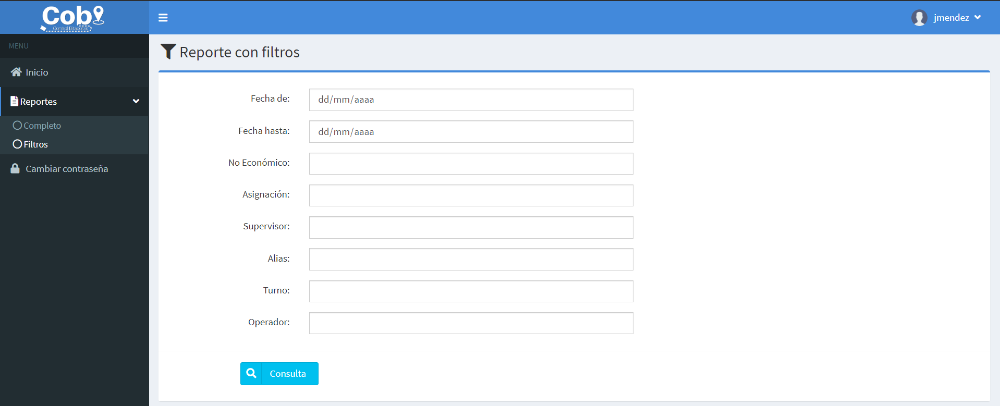 Cob
Control Bitácoras
jmendez
MENU
Inicio
Reportes
Completo
Filtros
Cambiar contraseña
Reporte con filtros
Fecha de: dd/mm/aaaa
Fecha hasta: dd/mm/aaaa
No Económico:
Asignación:
Supervisor:
Alias:
Turno:
Operador:
Consulta